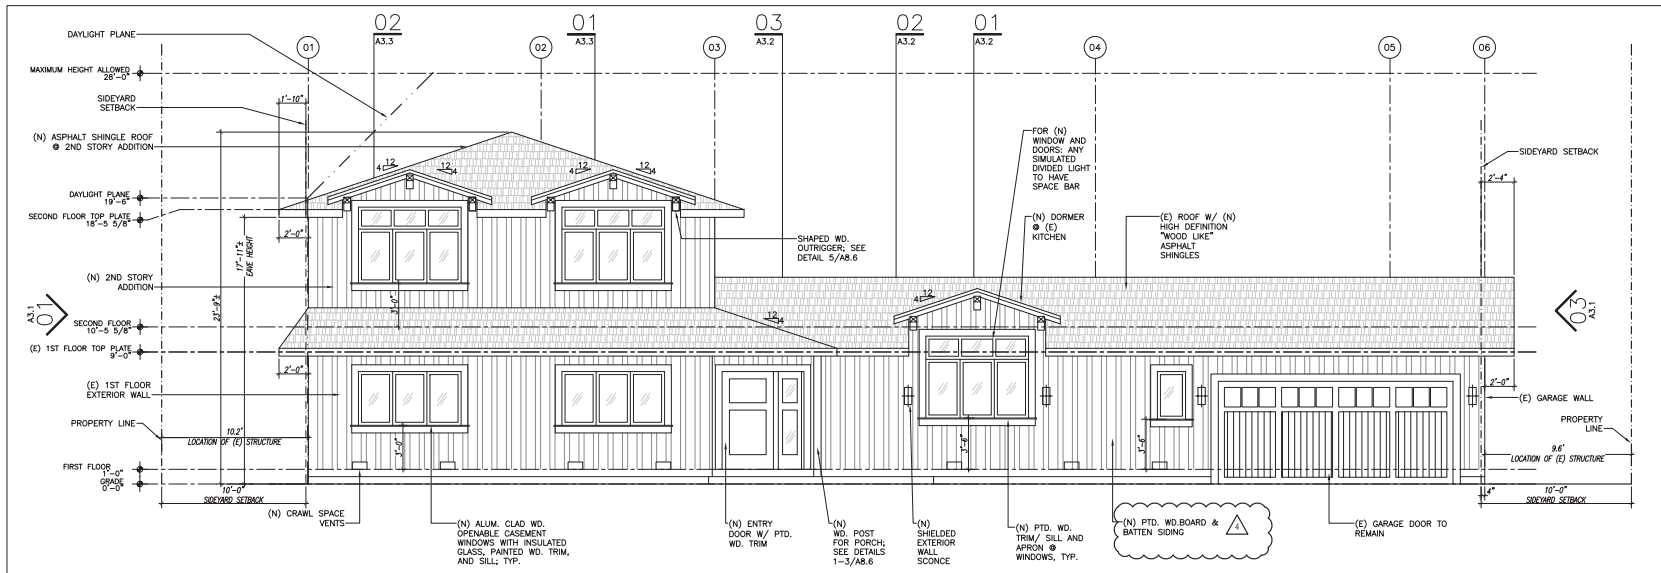 02
A3.3
01
A3.3
03
A3.2
02
A3.2
01
A3.2
01
02
03
04
05
06
DAYLIGHT PLANE
MAXIMUM HEIGHT ALLOWED
28'-0"
SIDEYARD
SETBACK
1'-10"
(N) ASPHALT SHINGLE ROOF
@ 2ND STORY ADDITION
DAYLIGHT PLANE
19'-6"
SECOND FLOOR TOP PLATE
18'-5 5/8"
2'-0"
17'-11"±
EAVE HEIGHT
23'-9"±
(N) 2ND STORY
ADDITION
A3.1
01
SECOND FLOOR
10'-5 5/8"
(E) 1ST FLOOR TOP PLATE
9'-0"
2'-0"
(E) 1ST FLOOR
EXTERIOR WALL
PROPERTY LINE
10.2'
LOCATION OF (E) STRUCTURE
FIRST FLOOR
1'-0"
GRADE
0'-0"
10'-0"
SIDEYARD SETBACK
12
4
12
4
12
4
12
4
3'-0"
3'-0"
12
4
12
4
SHAPED WD.
OUTRIGGER; SEE
DETAIL 5/A8.6
FOR (N)
WINDOW AND
DOORS: ANY
SIMULATED
DIVIDED LIGHT
TO HAVE
SPACE BAR
(N) DORMER
@ (E)
KITCHEN
(E) ROOF W/ (N)
HIGH DEFINITION
"WOOD LIKE"
ASPHALT
SHINGLES
3'-6"
3'-6"
SIDEYARD SETBACK
2'-4"
03
A3.1
2'-0"
(E) GARAGE WALL
PROPERTY
LINE
9.6'
LOCATION OF (E) STRUCTURE
4"
10'-0"
SIDEYARD SETBACK
(N) CRAWL SPACE
VENTS
(N) ALUM. CLAD WD.
OPENABLE CASEMENT
WINDOWS WITH INSULATED
GLASS, PAINTED WD. TRIM,
AND SILL; TYP.
(N) ENTRY
DOOR W/ PTD.
WD. TRIM
(N)
WD. POST
FOR PORCH;
SEE DETAILS
1-3/A8.6
(N)
SHIELDED
EXTERIOR
WALL
SCONCE
(N) PTD. WD.
TRIM/ SILL AND
APRON @
WINDOWS, TYP.
(N) PTD. WD.BOARD &
BATTEN SIDING
4
(E) GARAGE DOOR TO
REMAIN